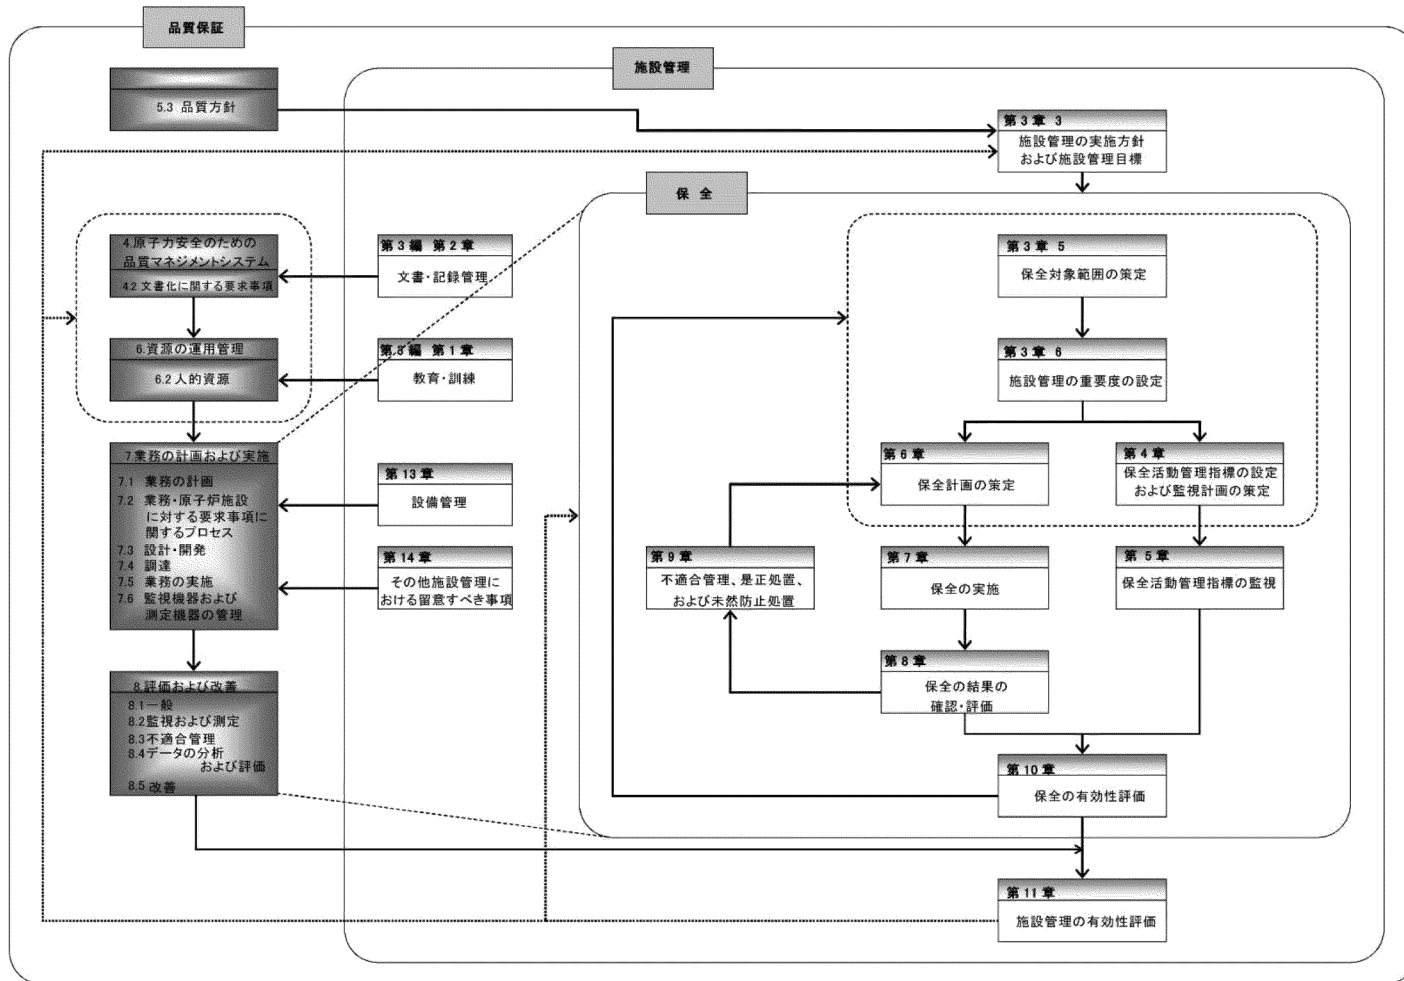 品質保証
施設管理
5.3 品質方針
第3章 3
施設管理の実施方針
および施設管理目標
保 全
4.原子力安全のための
品質マネジメントシステム
4.2 文書化に関する要求事項
第3編 第2章
文書・記録管理
第3章 5
保全対象範囲の策定
6.資源の運用管理
6.2 人的資源
第3編 第1章
教育・訓練
第3章 6
施設管理の重要度の設定
7.業務の計画および実施
7.1 業務の計画
7.2 業務・原子炉施設
に対する要求事項に
関するプロセス
7.3 設計・開発
7.4 調達
7.5 業務の実施
7.6 監視機器および
測定機器の管理
第13章
設備管理
第14章
その他施設管理に
おける留意すべき事項
第6章
保全計画の策定
第4章
保全活動管理指標の設定
および監視計画の策定
第9章
不適合管理、是正処置、
および未然防止処置
第7章
保全の実施
第5章
保全活動管理指標の監視
第8章
保全の結果の
確認・評価
8.評価および改善
8.1 一般
8.2 監視および測定
8.3 不適合管理
8.4 データの分析
および評価
8.5 改善
第10章
保全の有効性評価
第11章
施設管理の有効性評価